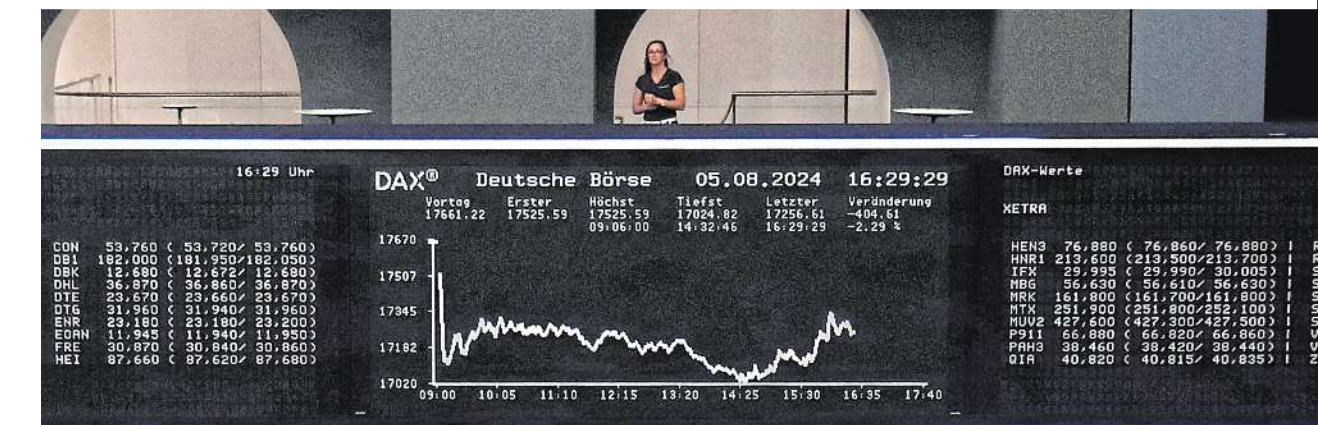 16:29 Uhr
CON 53,760 ( 53,720/ 53,760)
DB1 182,000 (181,950/182,050)
DBK 12,680 ( 12,672/ 12,680)
DHL 36,870 ( 36,860/ 36,870)
DTE 23,670 ( 23,660/ 23,670)
DTG 31,960 ( 31,940/ 31,960)
ENR 23,180 ( 23,180/ 23,200)
EOAN 11,945 ( 11,940/ 11,950)
FRE 30,870 ( 30,840/ 30,860)
HEI 87,660 ( 87,620/ 87,680)
DAX® Deutsche Börse 05.08.2024 16:29:29
Vortag Erster Höchst Tiefst Letzter Veränderung
17661.22 17525.59 17525.59 17024.82 17256.61 -404.61
09:06:00 14:32:46 16:29:29 -2.29 %
17670
17507
17345
17182
17020
09:00 10:05 11:10 12:15 13:20 14:25 15:30 16:35 17:40
DAX-Werte
XETRA
HEN3 76,880 ( 76,860/ 76,880) |
HNR1 213,600 (213,500/213,700) |
IFX 29,995 ( 29,990/ 30,005) |
MBG 56,630 ( 56,610/ 56,630) |
MRK 161,800 (161,700/161,800) |
MTX 251,900 (251,800/252,100) |
MUV2 427,600 (427,300/427,500) |
P911 66,880 ( 66,820/ 66,860) |
PAH3 38,460 ( 38,420/ 38,440) |
QIA 40,820 ( 40,815/ 40,835) |